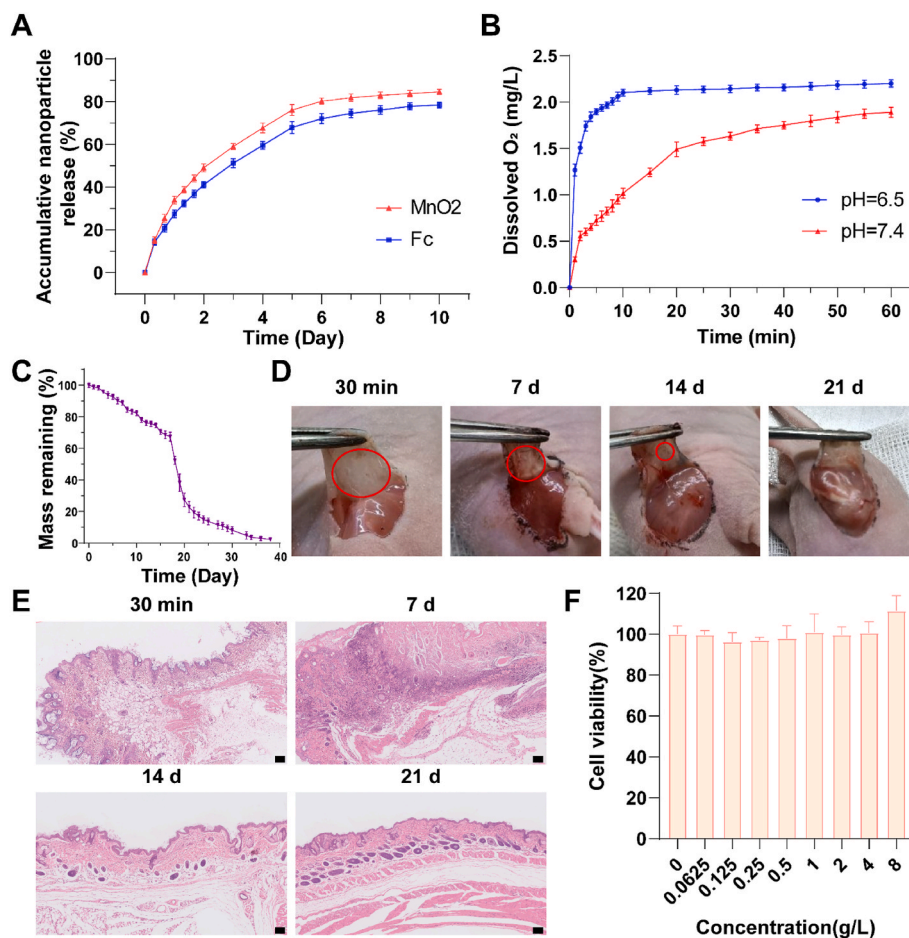 A
Accumulative nanoparticle
release (%)
100
80
60
40
20
0
0
2
4
6
8
10
Time (Day)
MnO2
Fc
B
Dissolved O₂ (mg/L)
2.5
2.0
1.5
1.0
0.5
0.0
0
10
20
30
40
50
60
Time (min)
pH=6.5
pH=7.4
C
Mass remaining (%)
100
80
60
40
20
0
0
10
20
30
40
Time (Day)
D
30 min
7 d
14 d
21 d
E
30 min
7 d
14 d
21 d
F
Cell viability(%)
120
100
80
60
40
20
0
0
0.0625
0.125
0.25
0.5
1
2
4
8
Concentration(g/L)